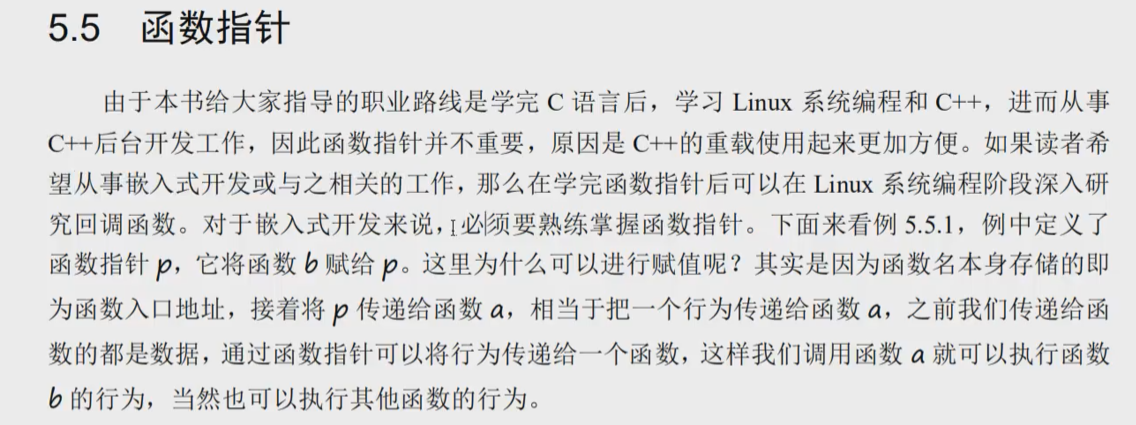 5.5 函数指针
由于本书给大家指导的职业路线是学完 C 语言后，学习 Linux 系统编程和 C++，进而从事
C++后台开发工作，因此函数指针并不重要，原因是 C++的重载使用起来更加方便。如果读者希
望从事嵌入式开发或与之相关的工作，那么在学完函数指针后可以在 Linux 系统编程阶段深入研
究回调函数。对于嵌入式开发来说，必须要熟练掌握函数指针。下面来看例 5.5.1，例中定义了
函数指针 p，它将函数 b 赋给 p。这里为什么可以进行赋值呢？其实是因为函数名本身存储的即
为函数入口地址，接着将 p 传递给函数 a，相当于把一个行为传递给函数 a，之前我们传递给函
数的都是数据，通过函数指针可以将行为传递给一个函数，这样我们调用函数 a 就可以执行函数
b 的行为，当然也可以执行其他函数的行为。